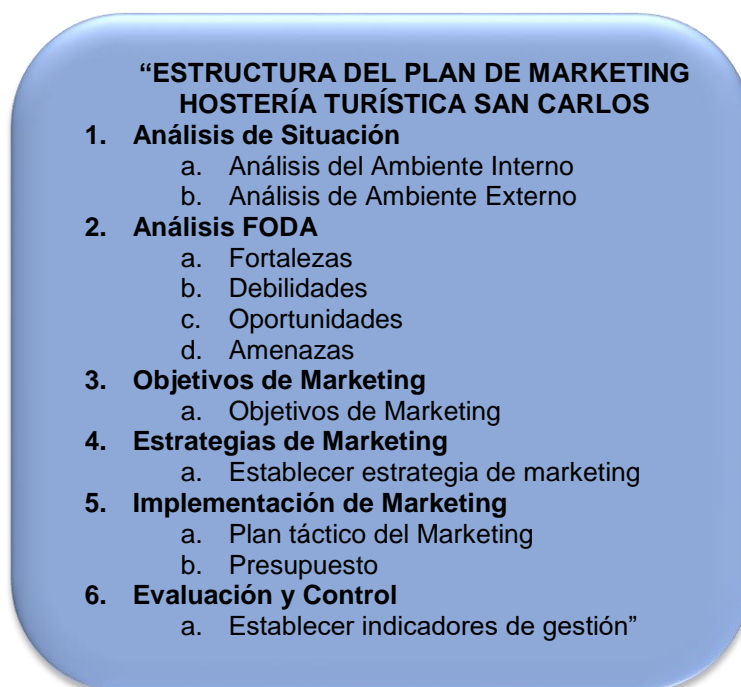 “ESTRUCTURA DEL PLAN DE MARKETING
HOSTERÍA TURÍSTICA SAN CARLOS
1. Análisis de Situación
a. Análisis del Ambiente Interno
b. Análisis de Ambiente Externo
2. Análisis FODA
a. Fortalezas
b. Debilidades
c. Oportunidades
d. Amenazas
3. Objetivos de Marketing
a. Objetivos de Marketing
4. Estrategias de Marketing
a. Establecer estrategia de marketing
5. Implementación de Marketing
a. Plan táctico del Marketing
b. Presupuesto
6. Evaluación y Control
a. Establecer indicadores de gestión”